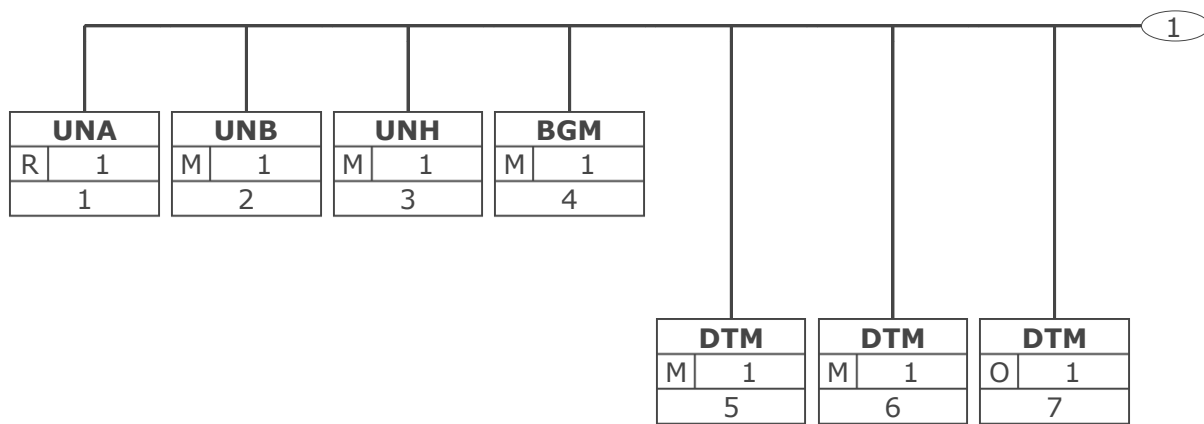 1
UNA UNB UNH BGM
R 1 M 1 M 1 M 1
1 2 3 4
DTM DTM DTM
M 1 M 1 O 1
5 6 7